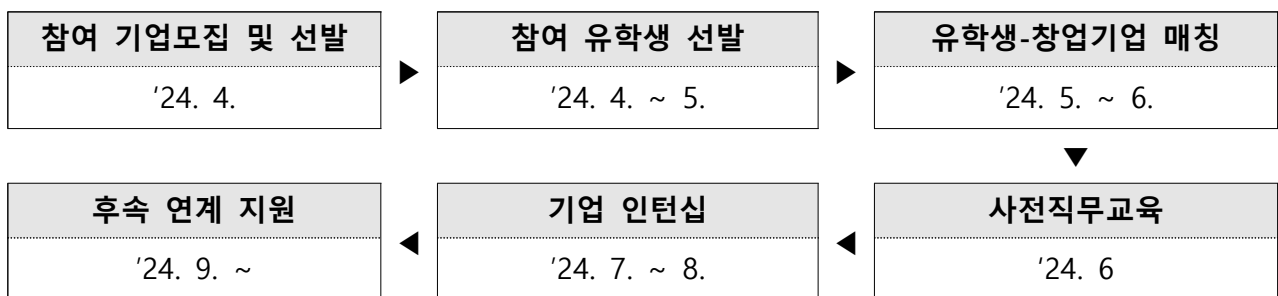 참여 기업모집 및 선발
'24. 4.
▶
참여 유학생 선발
'24. 4. ~ 5.
▶
유학생-창업기업 매칭
'24. 5. ~ 6.
▼
사전직무교육
'24. 6
◀
기업 인턴십
'24. 7. ~ 8.
◀
후속 연계 지원
'24. 9. ~